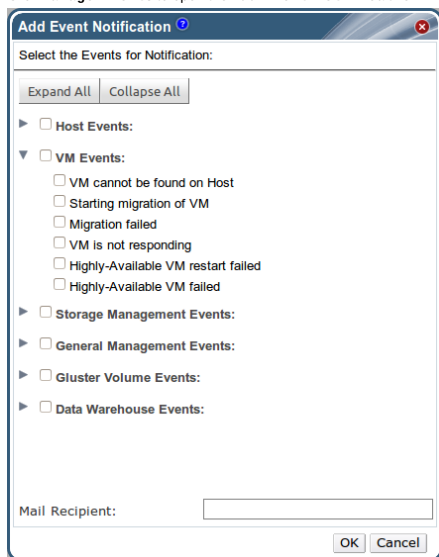 Add Event Notification ?
Select the Events for Notification:
Expand All Collapse All
Host Events:
VM Events:
VM cannot be found on Host
Starting migration of VM
Migration failed
VM is not responding
Highly-Available VM restart failed
Highly-Available VM failed
Storage Management Events:
General Management Events:
Gluster Volume Events:
Data Warehouse Events:
Mail Recipient:
OK Cancel